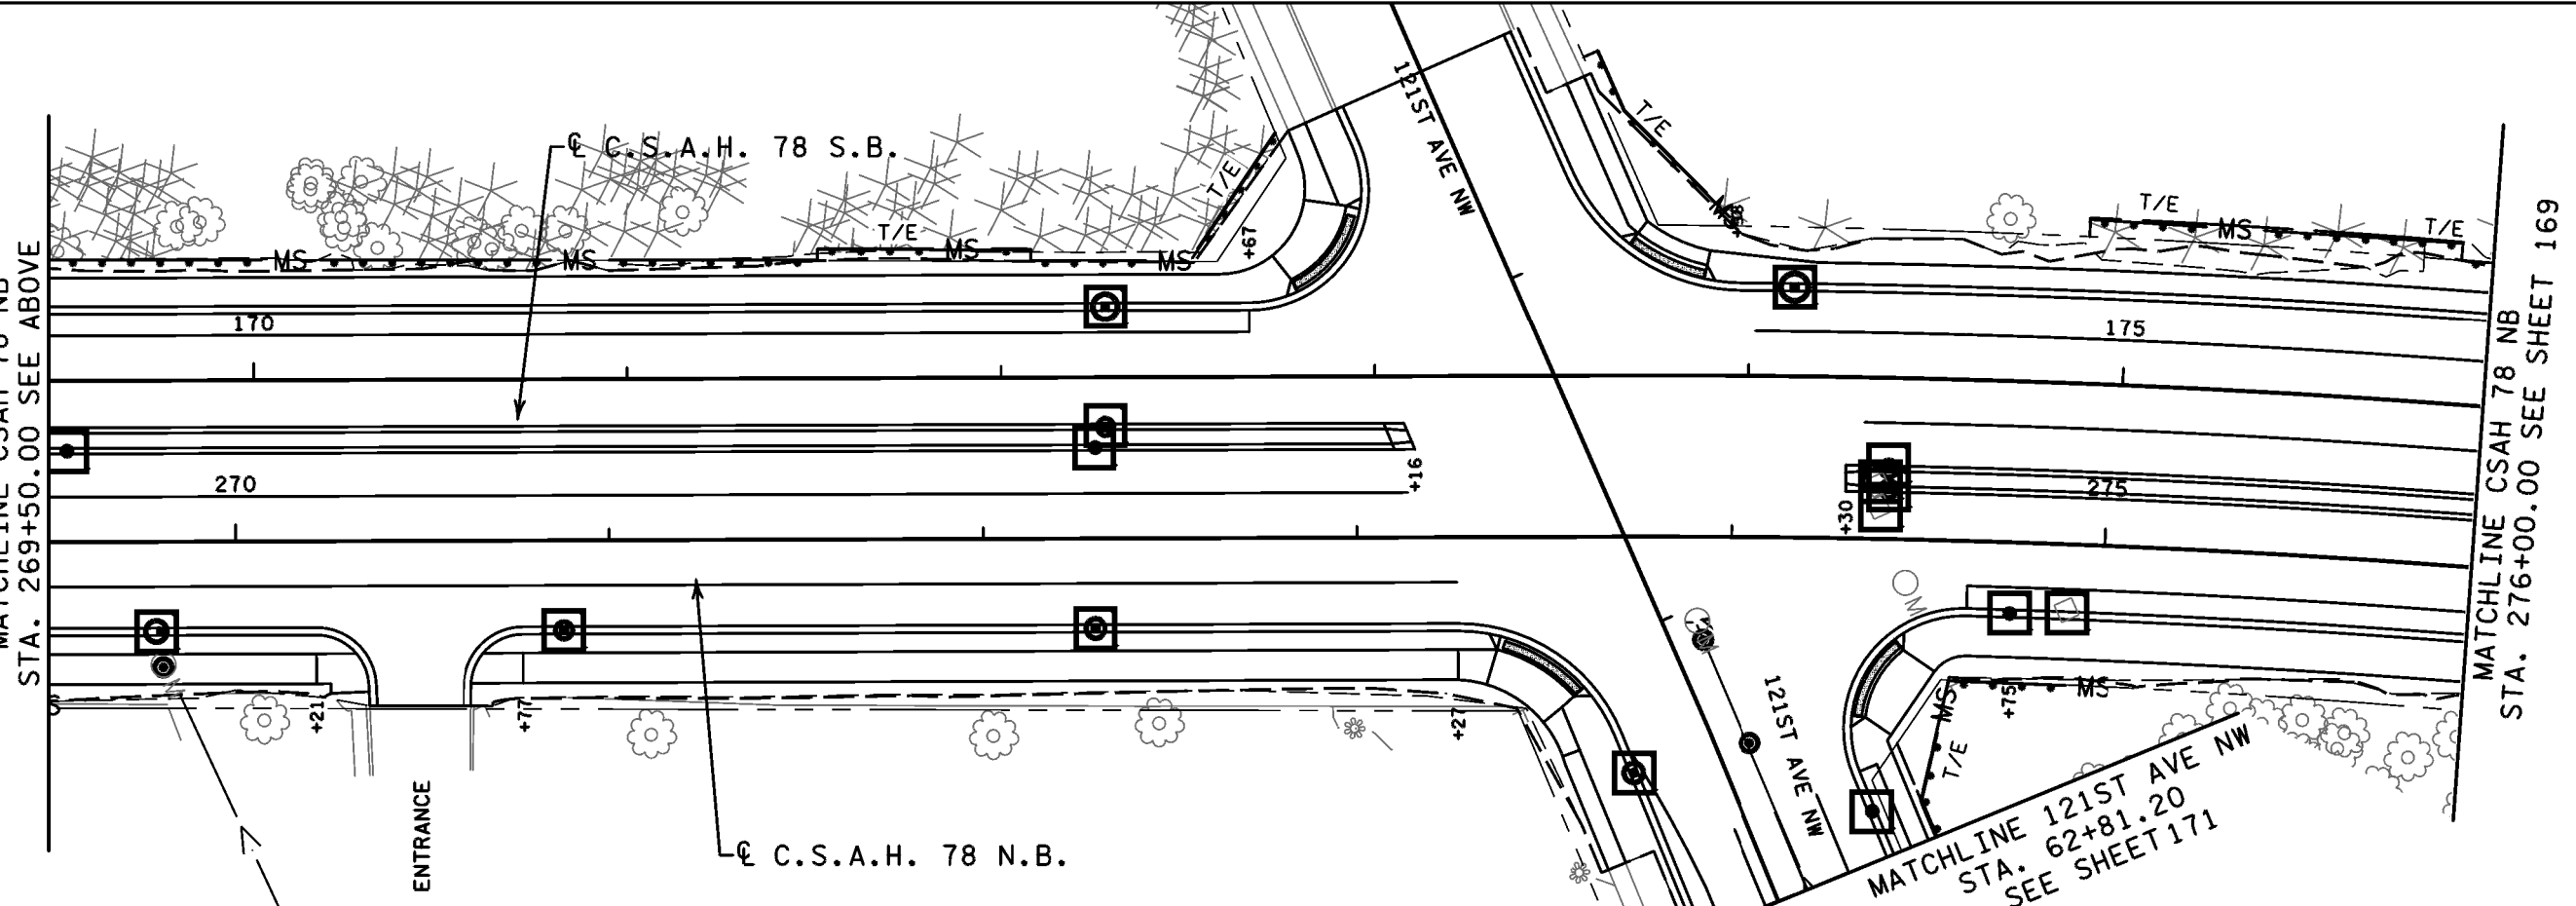 ℄ C.S.A.H. 78 S.B.
121ST AVE NW
T/E
T/E
T/E
T/E
T/E
MS
MS
MS
MS
MS
+67
170
175
MATCHLINE CSAH 78 NB
STA. 269+50.00 SEE ABOVE
270
+16
+30
275
MATCHLINE CSAH 78 NB
STA. 276+00.00 SEE SHEET 169
+21
+77
+27
+75
MS
MS
T/E
M
121ST AVE NW
ENTRANCE
℄ C.S.A.H. 78 N.B.
MATCHLINE 121ST AVE NW
STA. 62+81.20
SEE SHEET 171